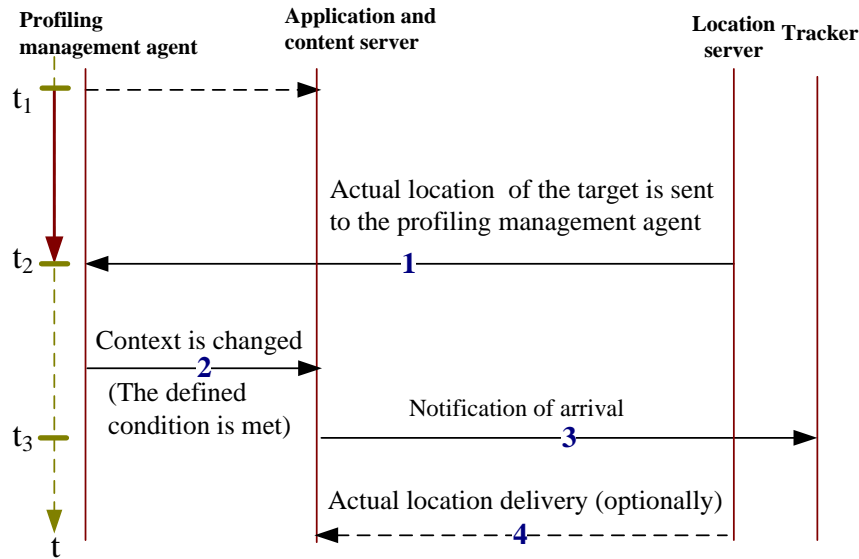 Profiling
management agent
Application and
content server
Location
server
Tracker
t1
Actual location of the target is sent
to the profiling management agent
t2
1
Context is changed
2
(The defined
condition is met)
Notification of arrival
t3
3
Actual location delivery (optionally)
4
t